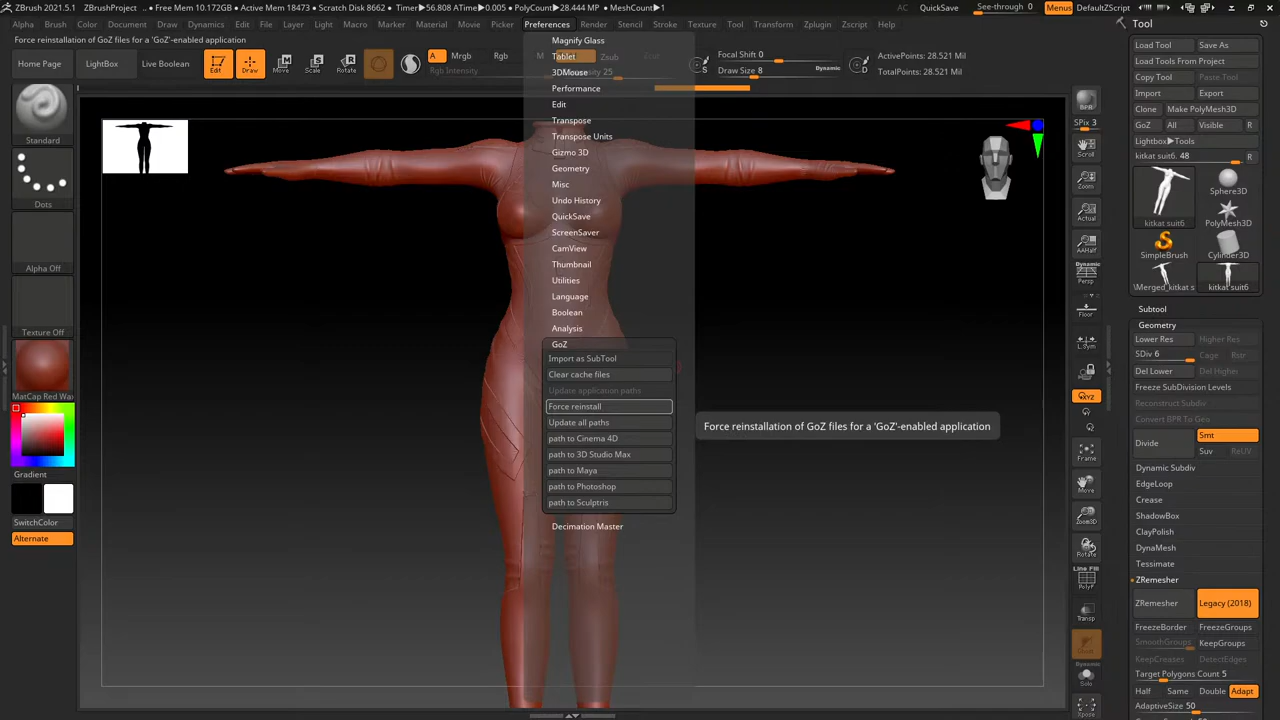 ZBrush 2021.5.1 ZBrushProject .. • Free Mem 10.172GB • Active Mem 18473 • Scratch Disk 8662 • Timer>56.808 ATime>0.005 • PolyCount>28.444 MP • MeshCount>1 AC QuickSave See-through 0 Menus DefaultZScript
Alpha Brush Color Document Draw Dynamics Edit File Layer Light Macro Marker Material Movie Picker Preferences Render Stencil Stroke Texture Tool Transform Zplugin Zscript Help
Force reinstallation of GoZ files for a 'GoZ'-enabled application
Home Page LightBox Live Boolean Edit Draw Move Scale Rotate
A Mrgb Rgb M Zsub
Rgb Intensity
Focal Shift 0
Draw Size 8 Dynamic
S
D
ActivePoints: 28.521 Mil
TotalPoints: 28.521 Mil
Standard
Dots
Alpha Off
Texture Off
MatCap Red Wa
Gradient
SwitchColor
Alternate
Magnify Glass
Tablet
3DMouse
Performance
Edit
Transpose
Transpose Units
Gizmo 3D
Geometry
Misc
Undo History
QuickSave
ScreenSaver
CamView
Thumbnail
Utilities
Language
Boolean
Analysis
GoZ
Import as SubTool
Clear cache files
Update application paths
Force reinstall
Update all paths
path to Cinema 4D
path to 3D Studio Max
path to Maya
path to Photoshop
path to Sculptris
Decimation Master
Force reinstallation of GoZ files for a 'GoZ'-enabled application
BPR
SPix 3
Scroll
Zoom
Actual
AAHalf
Dynamic
Persp
Floor
L.Sym
XYZ
Frame
Move
Zoom3D
Rotate
Line Fill
PolyF
Transp
Dynamic
Solo
Xpose
Tool
Load Tool Save As
Load Tools From Project
Copy Tool Paste Tool
Import Export
Clone Make PolyMesh3D
GoZ All Visible R
Lightbox▶Tools
kitkat suit6. 48 R
kitkat suit6
Sphere3D
PolyMesh3D
SimpleBrush
Cylinder3D
\Merged_kitkat s
kitkat suit6
Subtool
Geometry
Lower Res Higher Res
SDiv 6 Cage Rstr
Del Lower Del Higher
Freeze SubDivision Levels
Reconstruct Subdiv
Convert BPR To Geo
Divide Smt
Suv ReUV
Dynamic Subdiv
EdgeLoop
Crease
ShadowBox
ClayPolish
DynaMesh
Tessimate
ZRemesher
ZRemesher Legacy (2018)
FreezeBorder FreezeGroups
SmoothGroups KeepGroups
KeepCreases DetectEdges
Target Polygons Count 5
Half Same Double Adapt
AdaptiveSize 50